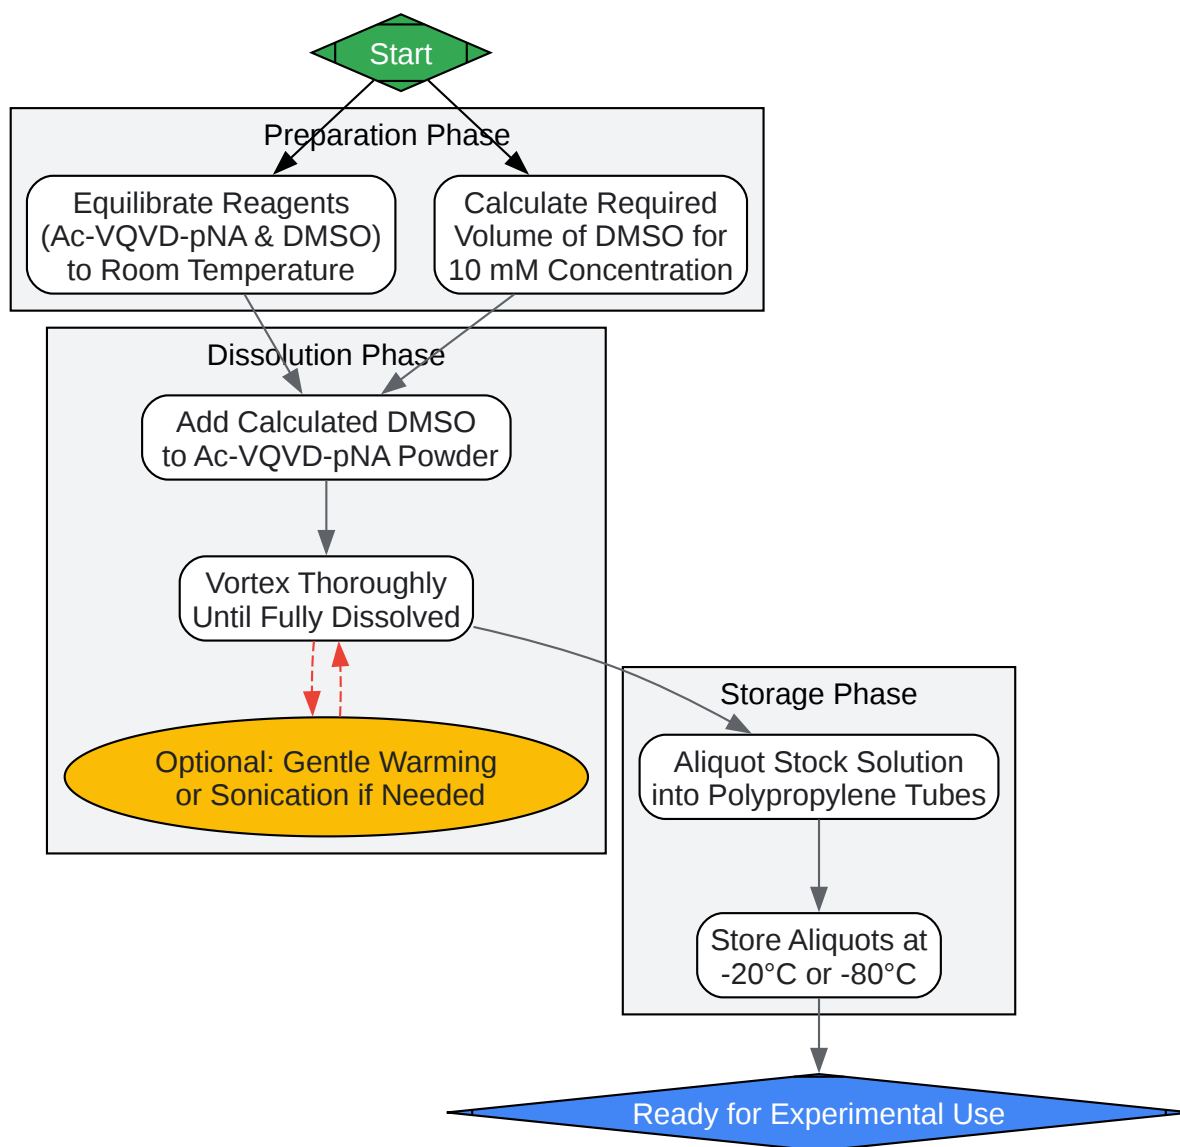 Start
Preparation Phase
Equilibrate Reagents
(Ac-VQVD-pNA & DMSO)
to Room Temperature
Calculate Required
Volume of DMSO for
10 mM Concentration
Dissolution Phase
Add Calculated DMSO
to Ac-VQVD-pNA Powder
Vortex Thoroughly
Until Fully Dissolved
Optional: Gentle Warming
or Sonication if Needed
Storage Phase
Aliquot Stock Solution
into Polypropylene Tubes
Store Aliquots at
-20°C or -80°C
Ready for Experimental Use